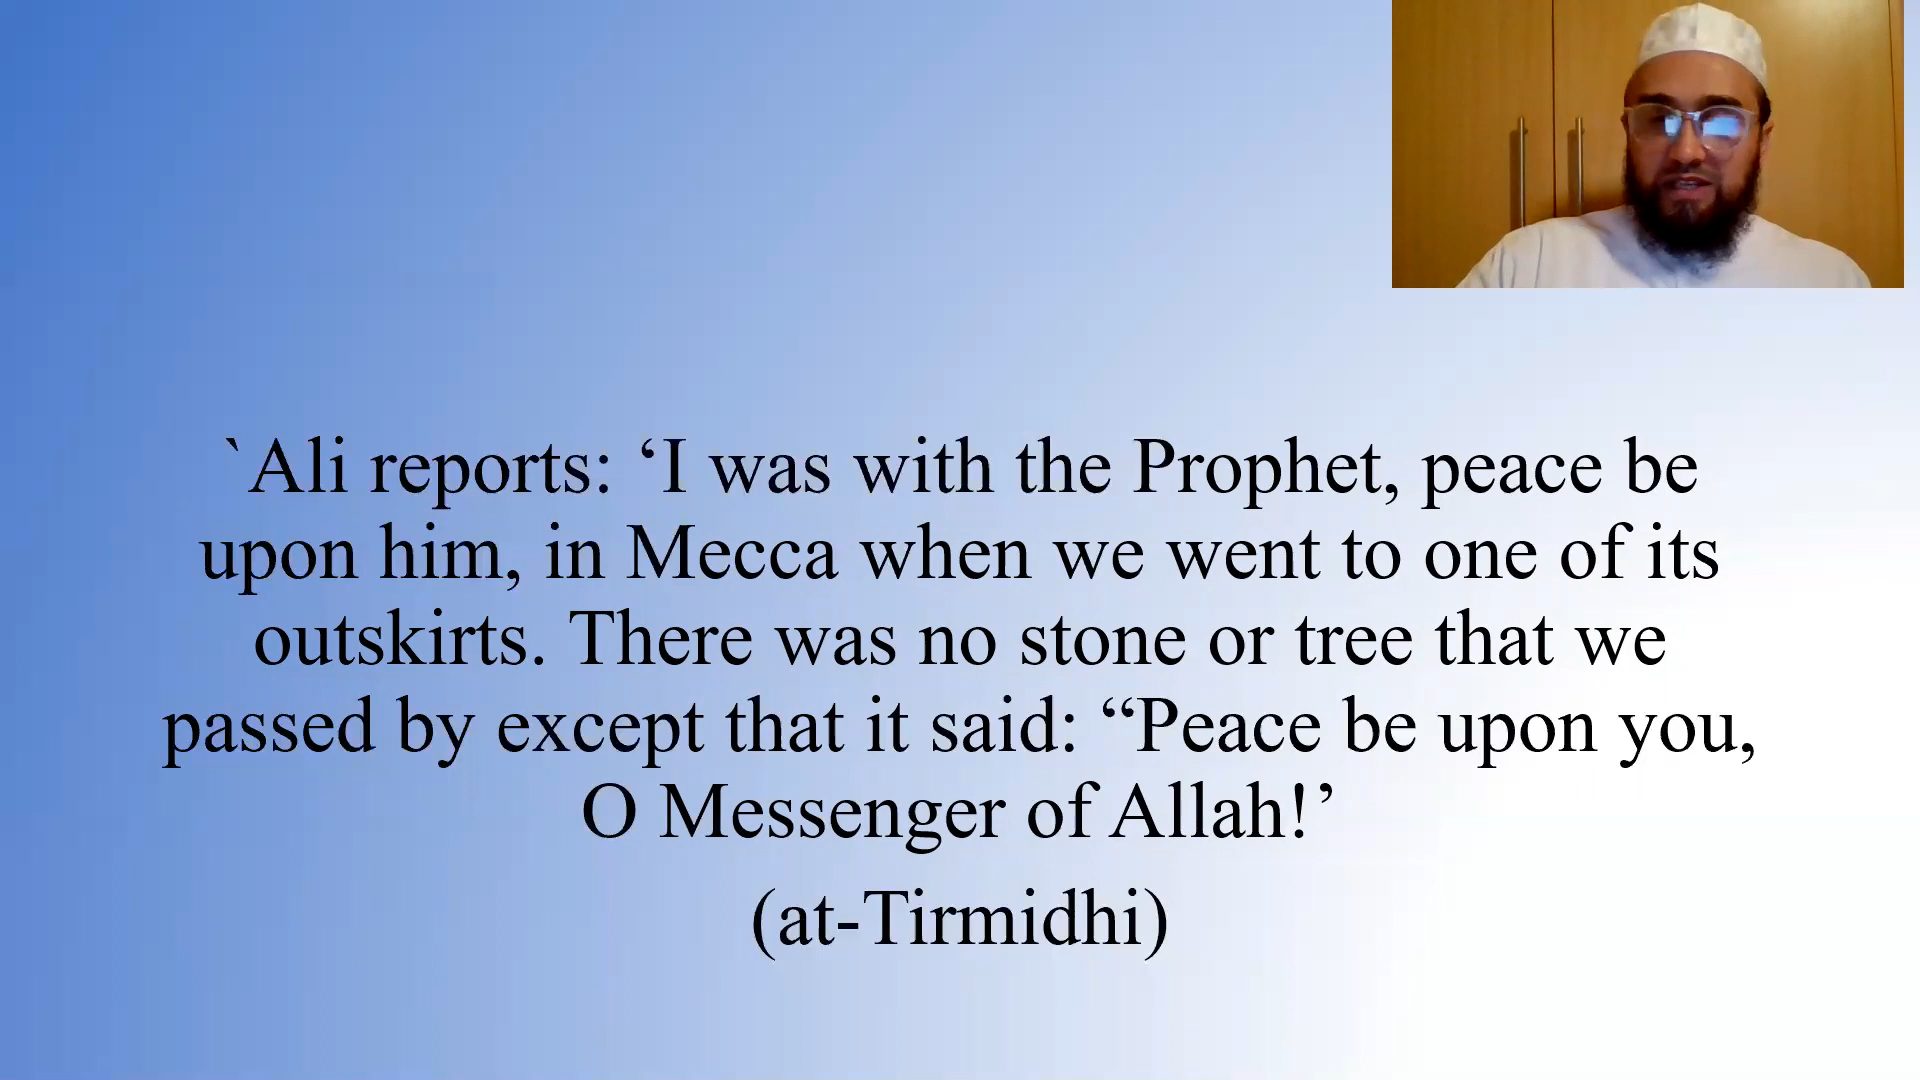 `Ali reports: ‘I was with the Prophet, peace be
upon him, in Mecca when we went to one of its
outskirts. There was no stone or tree that we
passed by except that it said: “Peace be upon you,
O Messenger of Allah!’
(at-Tirmidhi)